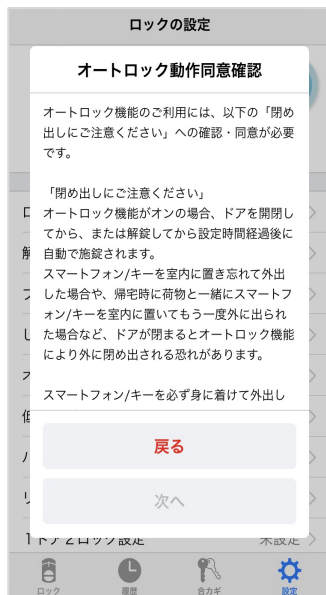 ロックの設定
オートロック動作同意確認
オートロック機能のご利用には、以下の「閉め
出しにご注意ください」への確認・同意が必要
です。
「閉め出しにご注意ください」
オートロック機能がオンの場合、ドアを開閉し
てから、または解錠してから設定時間経過後に
自動で施錠されます。
スマートフォン/キーを室内に置き忘れて外出
した場合や、帰宅時に荷物と一緒にスマートフ
ォン/キーを室内に置いてもう一度外に出られ
た場合など、ドアが閉まるとオートロック機能
により外に閉め出される恐れがあります。
スマートフォン/キーを必ず身に着けて外出し
戻る
次へ
1ドア2ロック設定 未設定
ロック 履歴 合カギ 設定